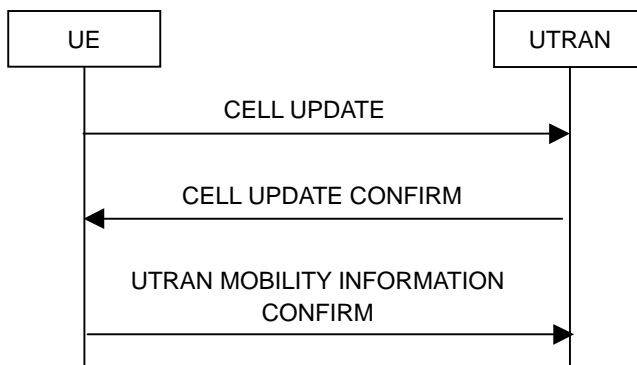 UE
UTRAN
CELL UPDATE
CELL UPDATE CONFIRM
UTRAN MOBILITY INFORMATION
CONFIRM